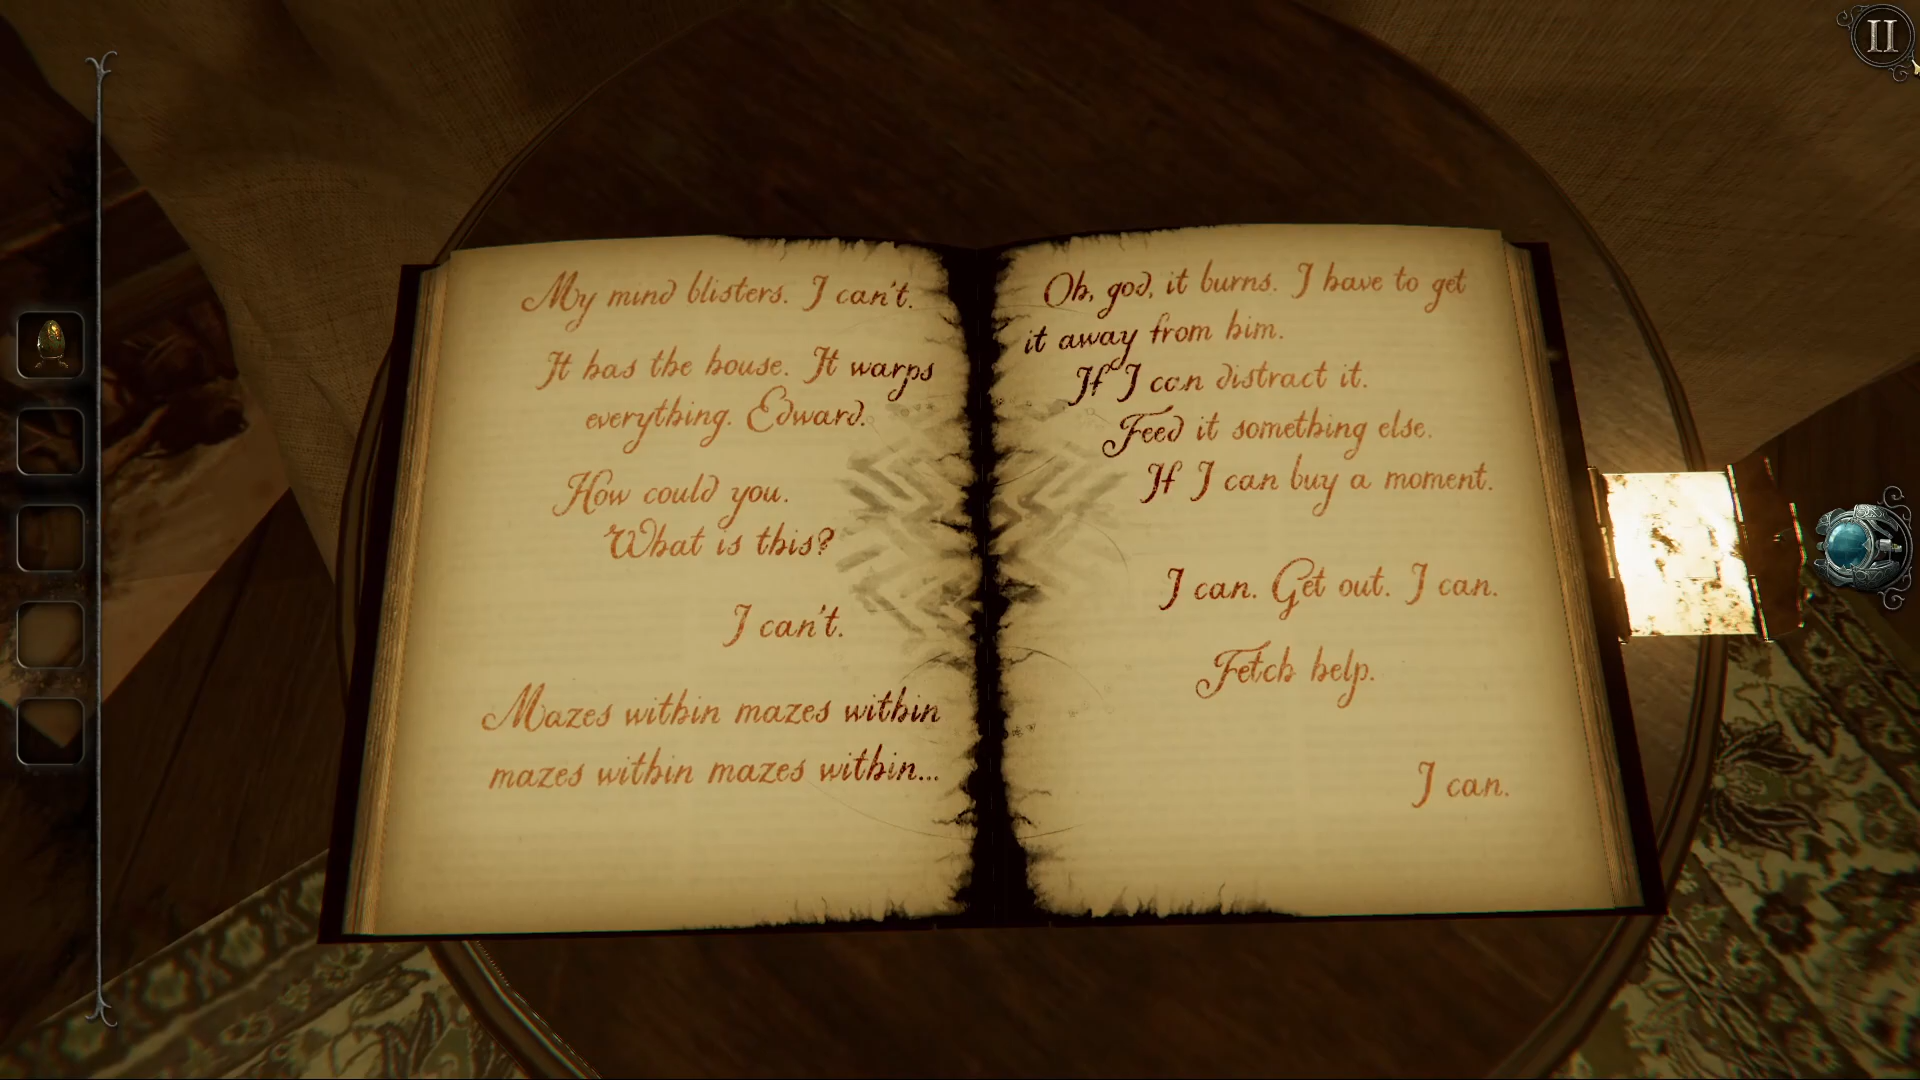 My mind blisters. I can't.
It has the house. It warps
everything. Edward.
How could you.
What is this?
I can't.
Mazes within mazes within
mazes within mazes within...
Oh, god, it burns. I have to get
it away from him.
If I can distract it.
Feed it something else.
If I can buy a moment.
I can. Get out. I can.
Fetch help.
I can.